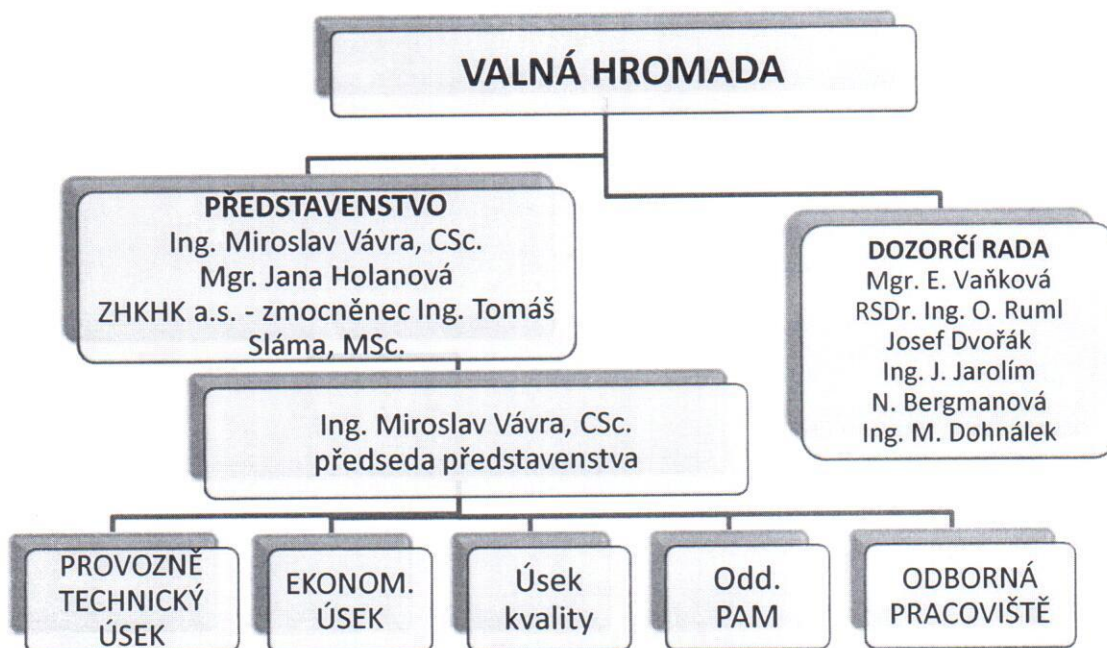 VALNÁ HROMADA
PŘEDSTAVENSTVO
Ing. Miroslav Vávra, CSc.
Mgr. Jana Holanová
ZHKHK a.s. - zmocněnec Ing. Tomáš
Sláma, MSc.
DOZORČÍ RADA
Mgr. E. Vaňková
RSDr. Ing. O. Ruml
Josef Dvořák
Ing. J. Jarolím
N. Bergmanová
Ing. M. Dohnálek
Ing. Miroslav Vávra, CSc.
předseda představenstva
PROVOZNĚ
TECHNICKÝ
ÚSEK
EKONOM.
ÚSEK
Úsek
kvality
Odd.
PAM
ODBORNÁ
PRACOVIŠTĚ